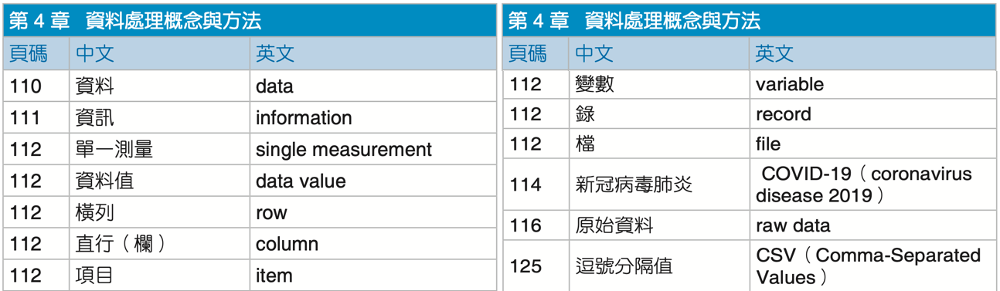 第 4 章 資料處理概念與方法
頁碼 中文 英文
110 資料 data
111 資訊 information
112 單一測量 single measurement
112 資料值 data value
112 橫列 row
112 直行（欄） column
112 項目 item
第 4 章 資料處理概念與方法
頁碼 中文 英文
112 變數 variable
112 錄 record
112 檔 file
114 新冠病毒肺炎 COVID-19（coronavirus
disease 2019）
116 原始資料 raw data
125 逗號分隔值 CSV（Comma-Separated
Values）